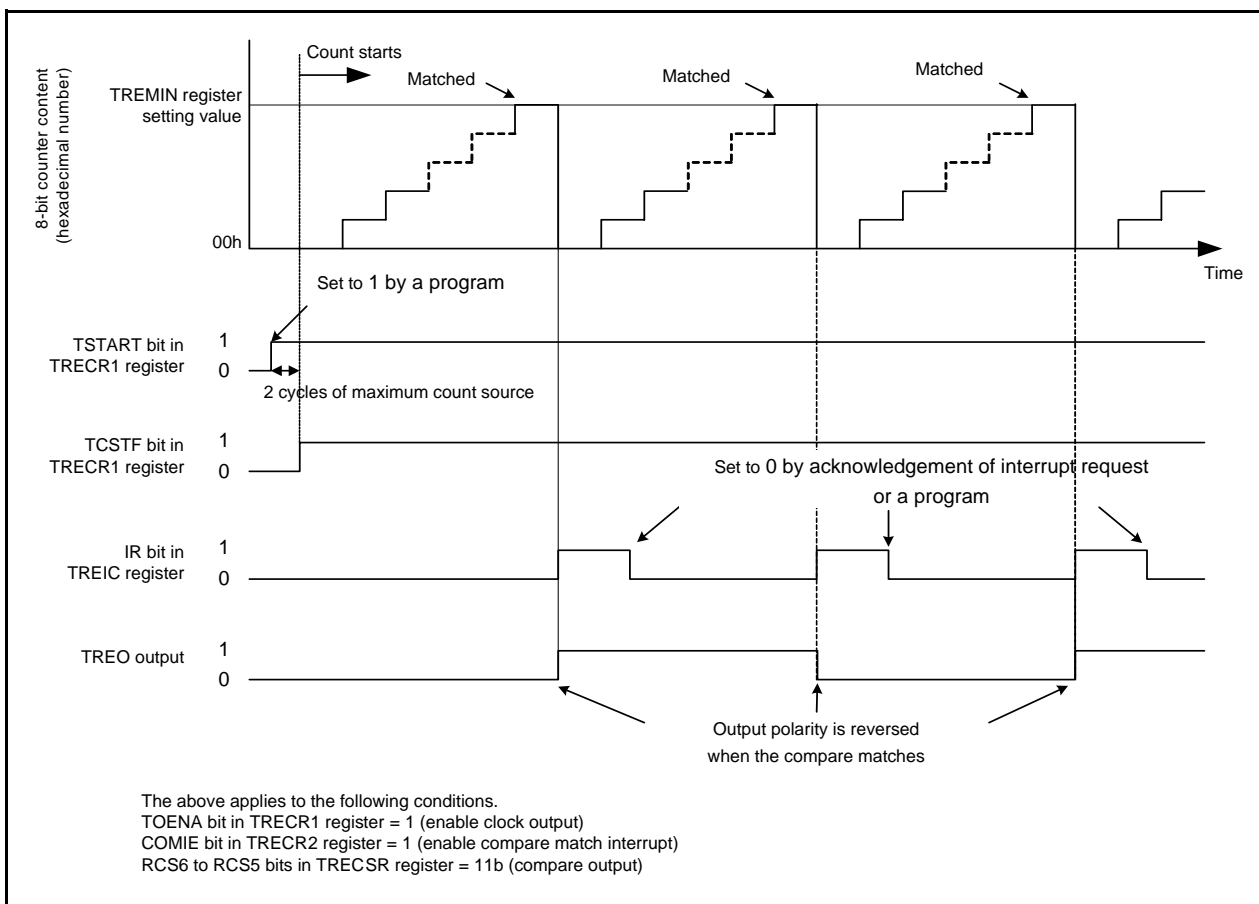 Count starts
Matched
Matched
Matched
8-bit counter content
(hexadecimal number)
TREMIN register
setting value
00h
Time
Set to 1 by a program
TSTART bit in
TRECR1 register
1
0
2 cycles of maximum count source
TCSTF bit in
TRECR1 register
1
0
Set to 0 by acknowledgement of interrupt request
or a program
IR bit in
TREIC register
1
0
TREO output
1
0
Output polarity is reversed
when the compare matches
The above applies to the following conditions.
TOENA bit in TRECR1 register = 1 (enable clock output)
COMIE bit in TRECR2 register = 1 (enable compare match interrupt)
RCS6 to RCS5 bits in TRECSR register = 11b (compare output)